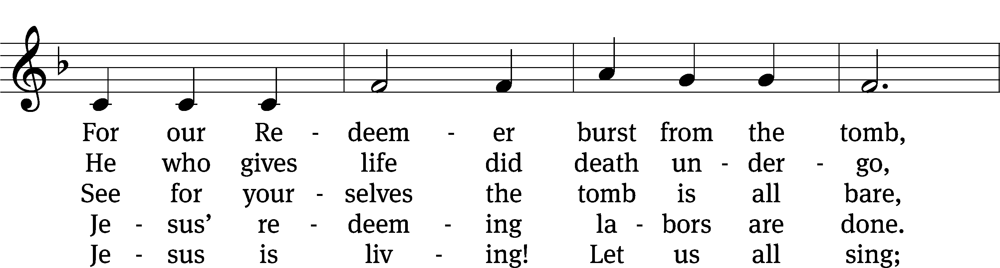 For our Re - deem - er burst from the tomb,
He who gives life did death un - der - go,
See for your - selves the tomb is all bare,
Je - sus’ re - deem - ing la - bors are done.
Je - sus is liv - ing! Let us all sing;